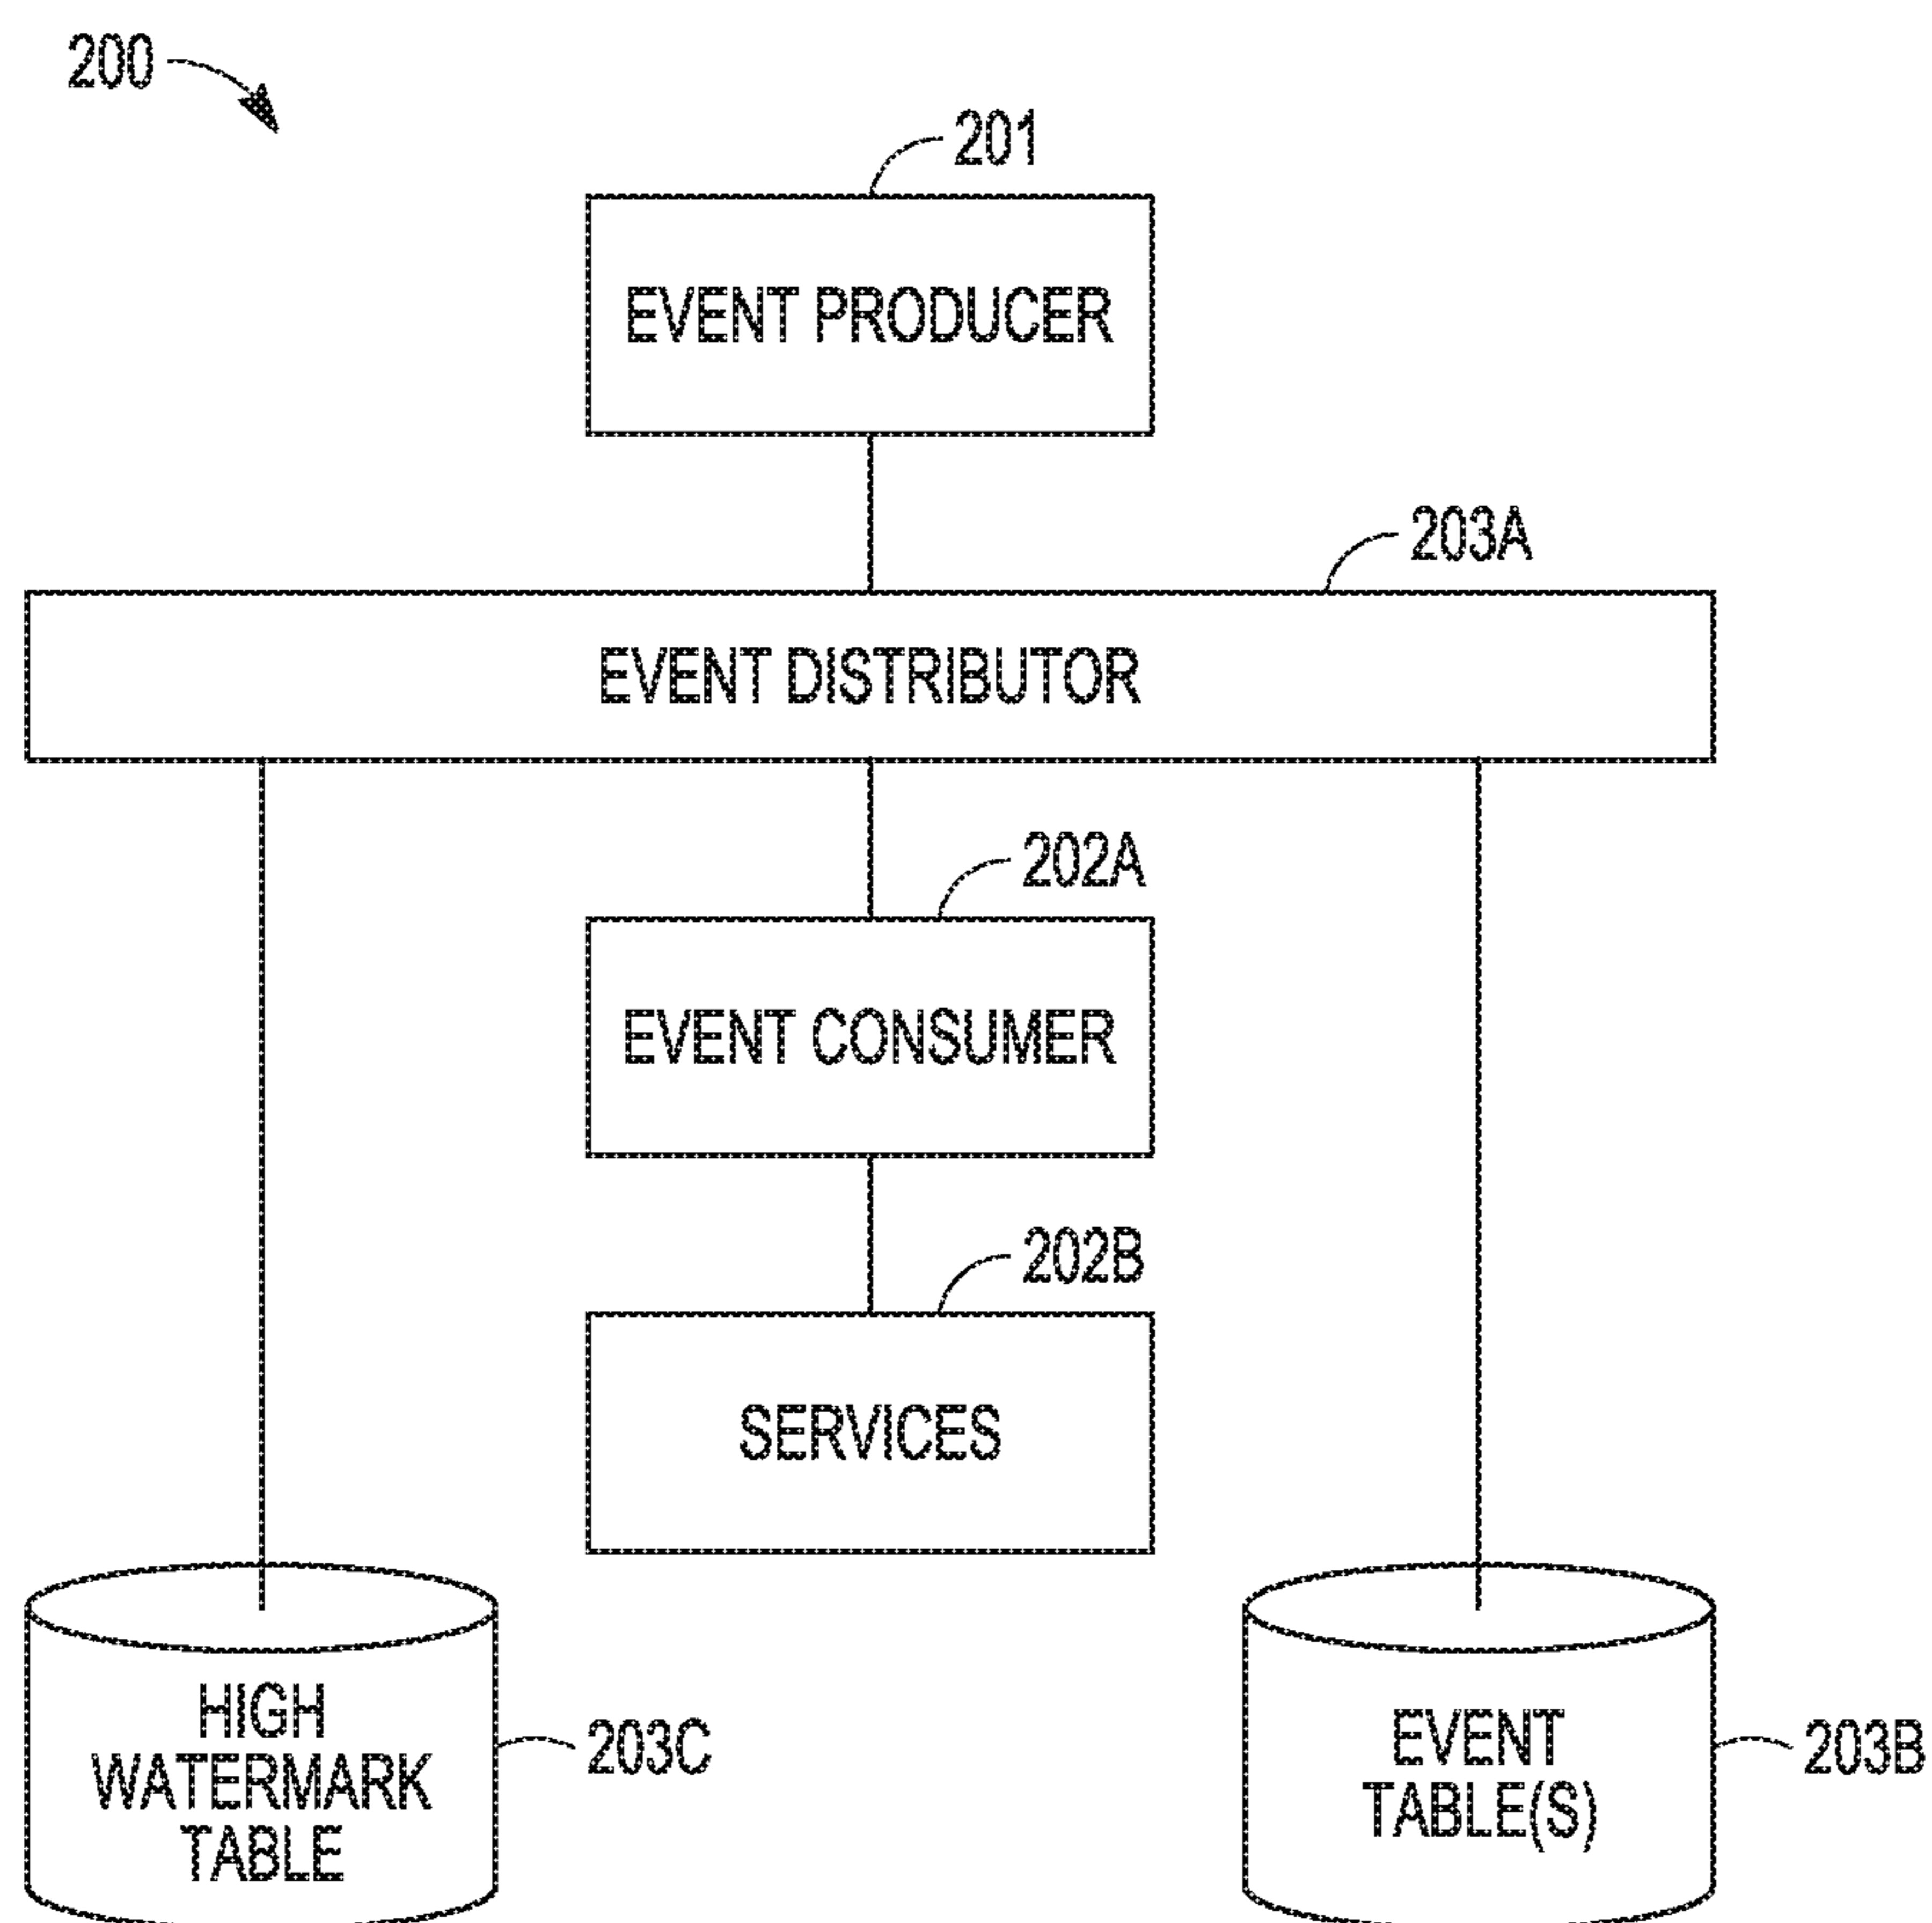 200
201
EVENT PRODUCER
203A
EVENT DISTRIBUTOR
202A
EVENT CONSUMER
202B
SERVICES
HIGH
WATERMARK
TABLE
203C
EVENT
TABLE(S)
203B